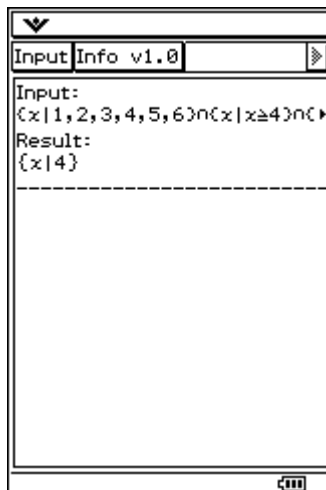 Input Info v1.0
Input:
{x|1,2,3,4,5,6}∩{x|x≥4}∩{
Result:
{x|4}